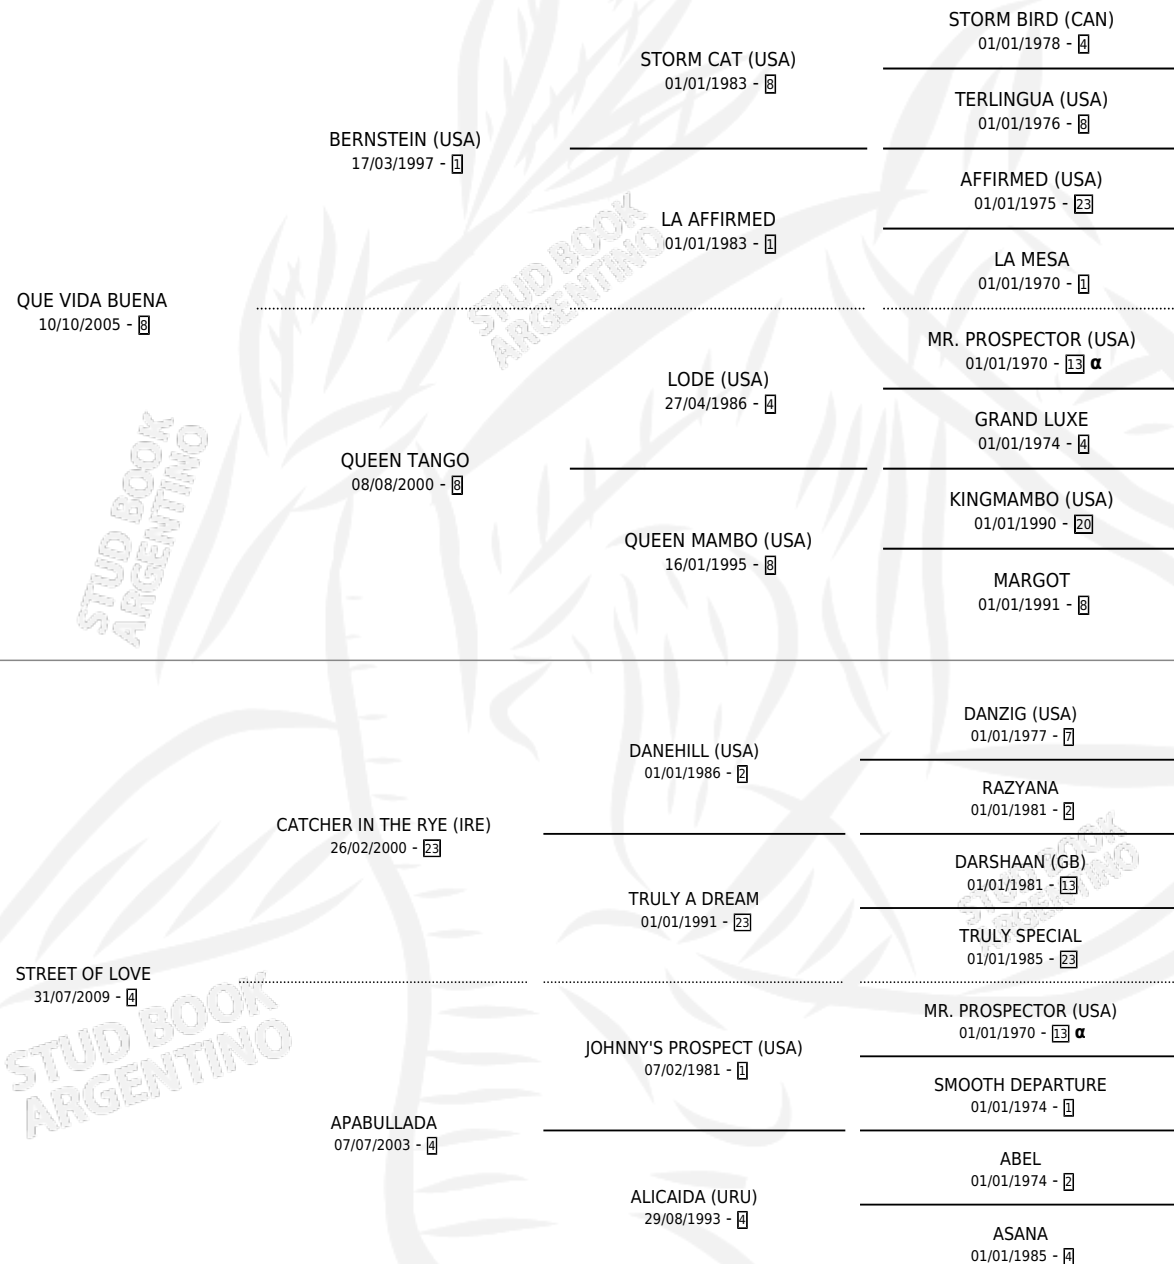 STORM BIRD (CAN)
01/01/1978 - 4
STORM CAT (USA)
01/01/1983 - 8
TERLINGUA (USA)
01/01/1976 - 8
BERNSTEIN (USA)
17/03/1997 - 1
AFFIRMED (USA)
01/01/1975 - 23
LA AFFIRMED
01/01/1983 - 1
LA MESA
01/01/1970 - 1
QUE VIDA BUENA
10/10/2005 - 8
MR. PROSPECTOR (USA)
01/01/1970 - 13 α
LODE (USA)
27/04/1986 - 4
GRAND LUXE
01/01/1974 - 4
QUEEN TANGO
08/08/2000 - 8
KINGMAMBO (USA)
01/01/1990 - 20
QUEEN MAMBO (USA)
16/01/1995 - 8
MARGOT
01/01/1991 - 8
DANZIG (USA)
01/01/1977 - 7
DANEHILL (USA)
01/01/1986 - 2
RAZYANA
01/01/1981 - 2
CATCHER IN THE RYE (IRE)
26/02/2000 - 23
DARSHAAN (GB)
01/01/1981 - 13
TRULY A DREAM
01/01/1991 - 23
TRULY SPECIAL
01/01/1985 - 23
STREET OF LOVE
31/07/2009 - 4
MR. PROSPECTOR (USA)
01/01/1970 - 13 α
JOHNNY'S PROSPECT (USA)
07/02/1981 - 1
SMOOTH DEPARTURE
01/01/1974 - 1
APABULLADA
07/07/2003 - 4
ABEL
01/01/1974 - 2
ALICAIDA (URU)
29/08/1993 - 4
ASANA
01/01/1985 - 4
STUD BOOK
ARGENTINO
STUD BOOK
ARGENTINO
STUD BOOK
ARGENTINO
STUD BOOK
ARGENTINO